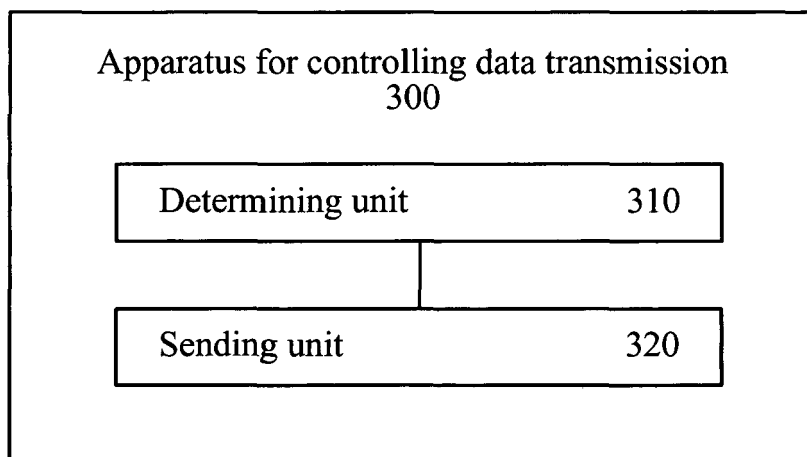 Apparatus for controlling data transmission
300
Determining unit 310
Sending unit 320